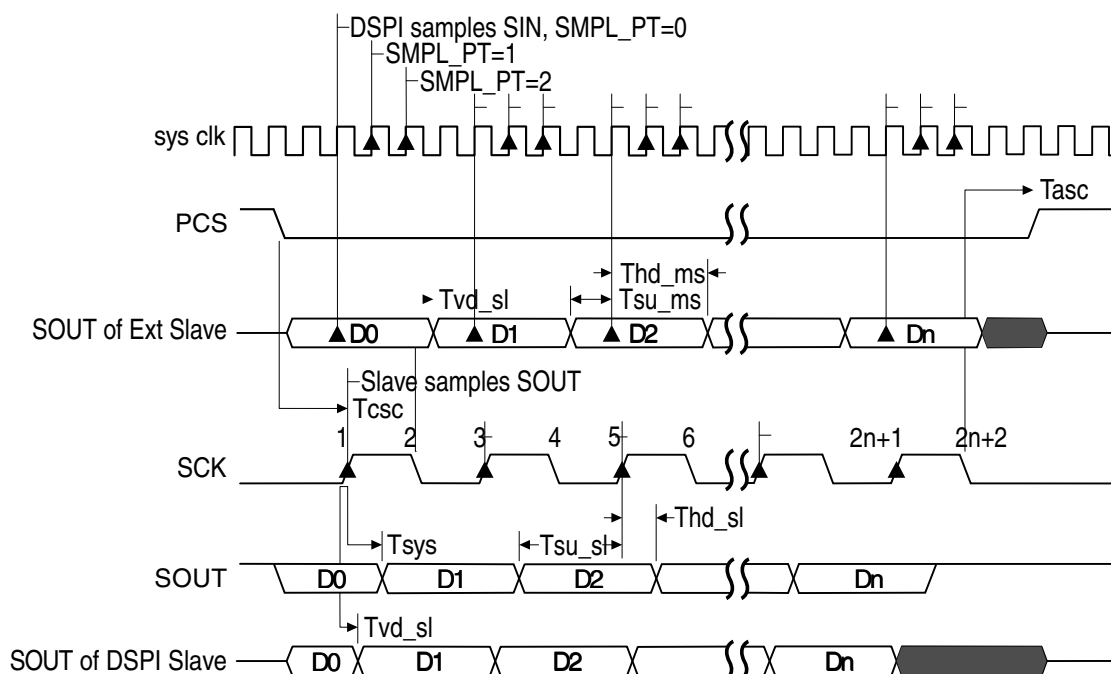 DSPI samples SIN, SMPL_PT=0
SMPL_PT=1
SMPL_PT=2
sys clk
Tasc
PCS
Thd_ms
Tvd_sl Tsu_ms
SOUT of Ext Slave D0 D1 D2 Dn
Slave samples SOUT
Tcsc
1 2 3 4 5 6 2n+1 2n+2
SCK
Thd_sl
Tsys Tsu_sl
SOUT D0 D1 D2 Dn
Tvd_sl
SOUT of DSPI Slave D0 D1 D2 Dn